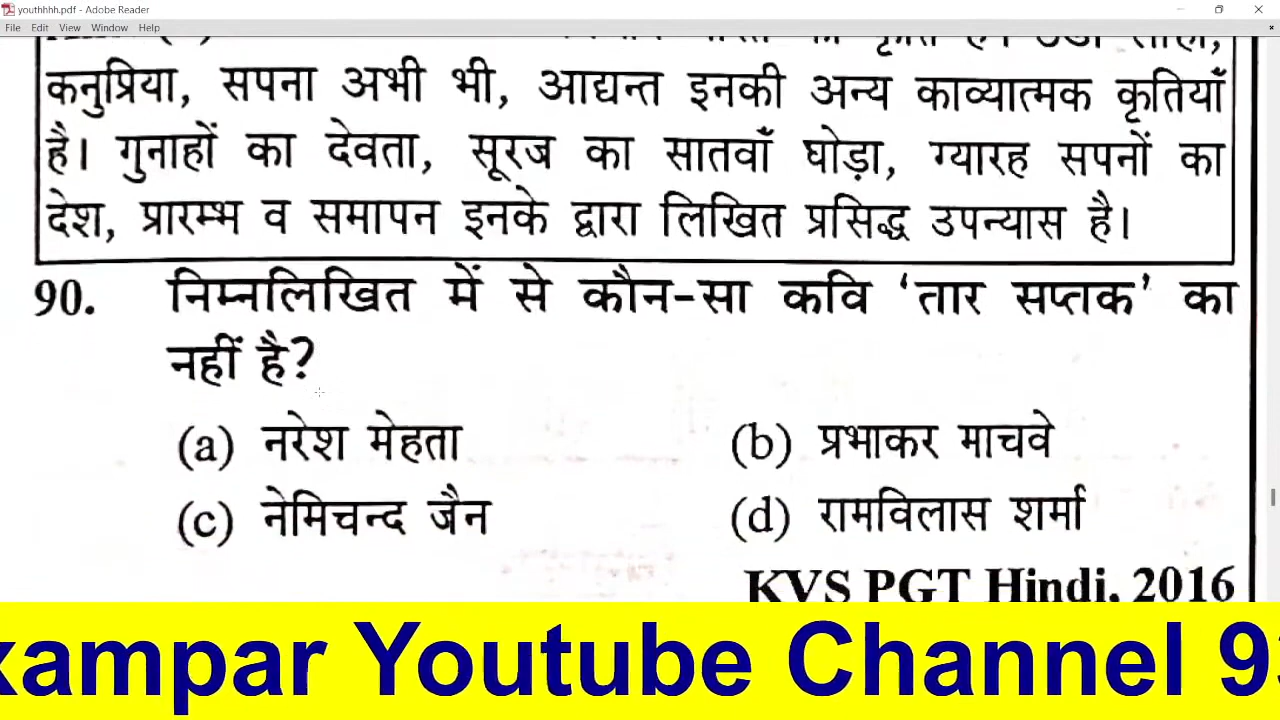 youthhhh.pdf - Adobe Reader
File Edit View Window Help
कनुप्रिया, सपना अभी भी, आद्यन्त इनकी अन्य काव्यात्मक कृतियाँ
है। गुनाहों का देवता, सूरज का सातवाँ घोड़ा, ग्यारह सपनों का
देश, प्रारम्भ व समापन इनके द्वारा लिखित प्रसिद्ध उपन्यास है।
90. निम्नलिखित में से कौन-सा कवि ‘तार सप्तक’ का
नहीं है?
(a) नरेश मेहता (b) प्रभाकर माचवे
(c) नेमिचन्द जैन (d) रामविलास शर्मा
KVS PGT Hindi, 2016
xampar Youtube Channel 93